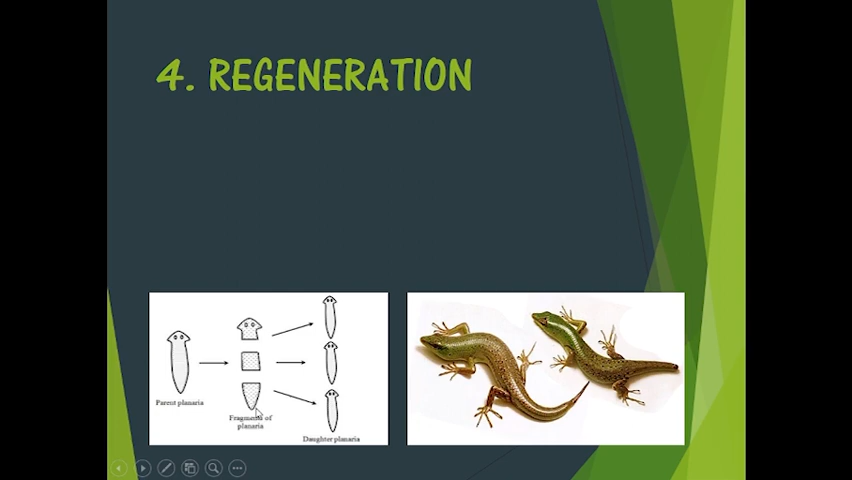 4. REGENERATION
Parent planaria
Fragments of
planaria
Daughter planaria